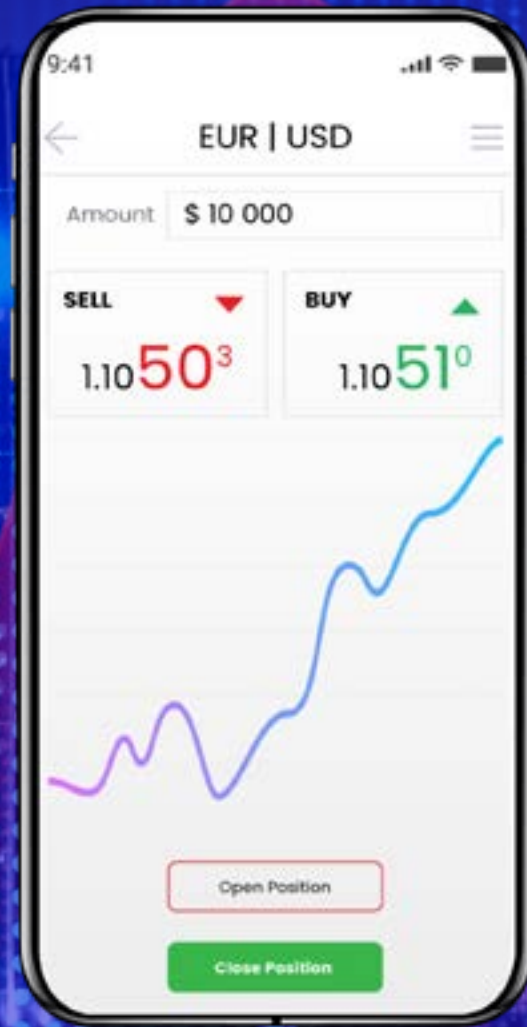 9:41
EUR | USD
Amount $ 10 000
SELL BUY
1.10503 1.10510
Open Position
Close Position